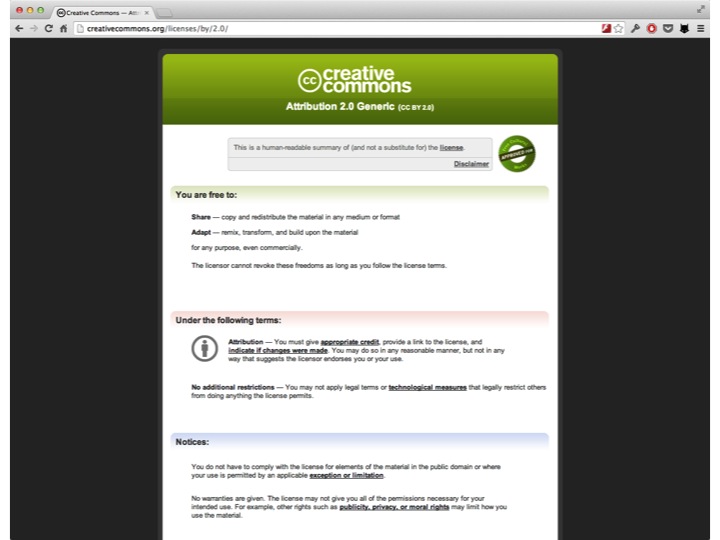 Creative Commons — Attri
creativecommons.org/licenses/by/2.0/
cc creative
commons
Attribution 2.0 Generic (CC BY 2.0)
This is a human-readable summary of (and not a substitute for) the license.
Disclaimer
APPROVED FOR
You are free to:
Share — copy and redistribute the material in any medium or format
Adapt — remix, transform, and build upon the material
for any purpose, even commercially.
The licensor cannot revoke these freedoms as long as you follow the license terms.
Under the following terms:
Attribution — You must give appropriate credit, provide a link to the license, and
indicate if changes were made. You may do so in any reasonable manner, but not in any
way that suggests the licensor endorses you or your use.
No additional restrictions — You may not apply legal terms or technological measures that legally restrict others
from doing anything the license permits.
Notices:
You do not have to comply with the license for elements of the material in the public domain or where
your use is permitted by an applicable exception or limitation.
No warranties are given. The license may not give you all of the permissions necessary for your
intended use. For example, other rights such as publicity, privacy, or moral rights may limit how you
use the material.